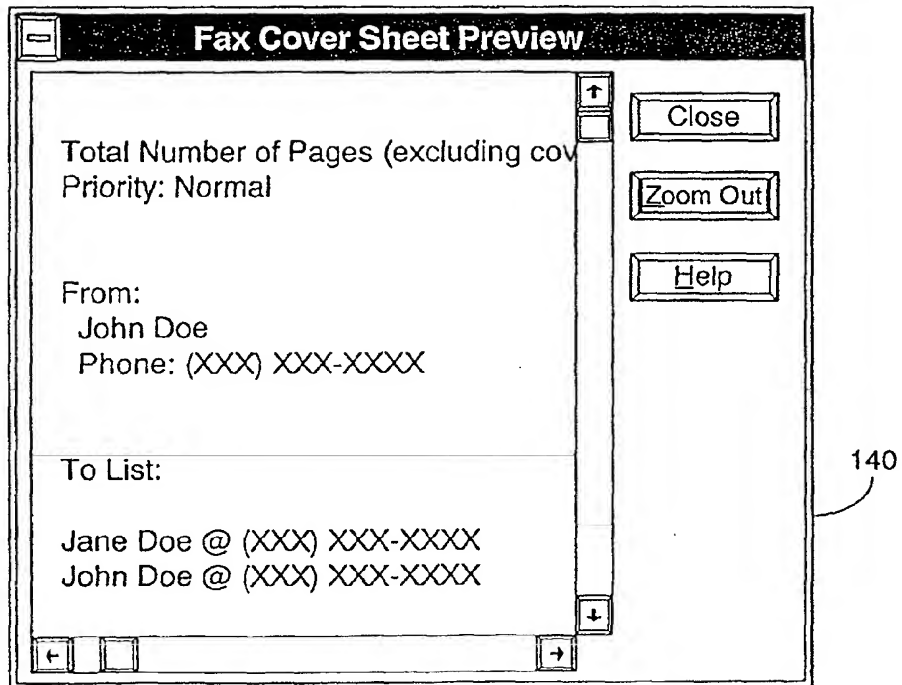 Fax Cover Sheet Preview
Total Number of Pages (excluding cov
Priority: Normal
From:
John Doe
Phone: (XXX) XXX-XXXX
To List:
Jane Doe @ (XXX) XXX-XXXX
John Doe @ (XXX) XXX-XXXX
Close
Zoom Out
Help
140